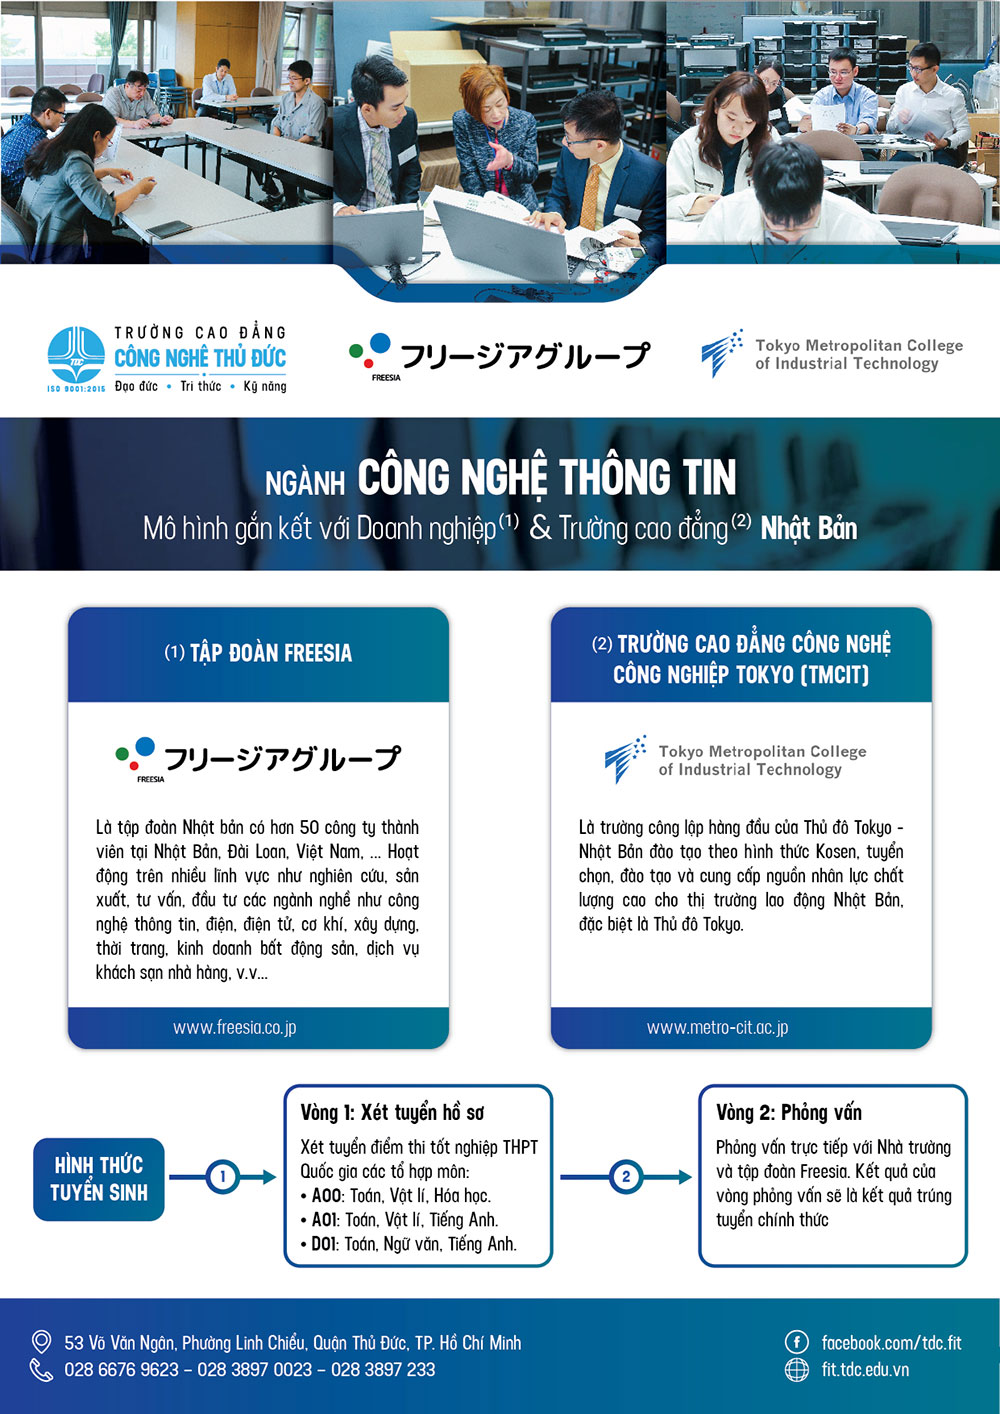 TRƯỜNG CAO ĐẲNG
CÔNG NGHỆ THỦ ĐỨC
Đạo đức • Tri thức • Kỹ năng
TDC
ISO 9001:2015
FREESIA
フリージアグループ
Tokyo Metropolitan College
of Industrial Technology
NGÀNH CÔNG NGHỆ THÔNG TIN
Mô hình gắn kết với Doanh nghiệp(1) & Trường cao đẳng(2) Nhật Bản
(1) TẬP ĐOÀN FREESIA
FREESIA
フリージアグループ
Là tập đoàn Nhật bản có hơn 50 công ty thành
viên tại Nhật Bản, Đài Loan, Việt Nam, ... Hoạt
động trên nhiều lĩnh vực như nghiên cứu, sản
xuất, tư vấn, đầu tư các ngành nghề như công
nghệ thông tin, điện, điện tử, cơ khí, xây dựng,
thời trang, kinh doanh bất động sản, dịch vụ
khách sạn nhà hàng, v.v...
www.freesia.co.jp
(2) TRƯỜNG CAO ĐẲNG CÔNG NGHỆ
CÔNG NGHIỆP TOKYO (TMCIT)
Tokyo Metropolitan College
of Industrial Technology
Là trường công lập hàng đầu của Thủ đô Tokyo -
Nhật Bản đào tạo theo hình thức Kosen, tuyển
chọn, đào tạo và cung cấp nguồn nhân lực chất
lượng cao cho thị trường lao động Nhật Bản,
đặc biệt là Thủ đô Tokyo.
www.metro-cit.ac.jp
HÌNH THỨC
TUYỂN SINH
1
Vòng 1: Xét tuyển hồ sơ
Xét tuyển điểm thi tốt nghiệp THPT
Quốc gia các tổ hợp môn:
• A00: Toán, Vật lí, Hóa học.
• A01: Toán, Vật lí, Tiếng Anh.
• D01: Toán, Ngữ văn, Tiếng Anh.
2
Vòng 2: Phỏng vấn
Phỏng vấn trực tiếp với Nhà trường
và tập đoàn Freesia. Kết quả của
vòng phỏng vấn sẽ là kết quả trúng
tuyển chính thức
53 Võ Văn Ngân, Phường Linh Chiểu, Quận Thủ Đức, TP. Hồ Chí Minh
028 6676 9623 – 028 3897 0023 – 028 3897 233
facebook.com/tdc.fit
fit.tdc.edu.vn